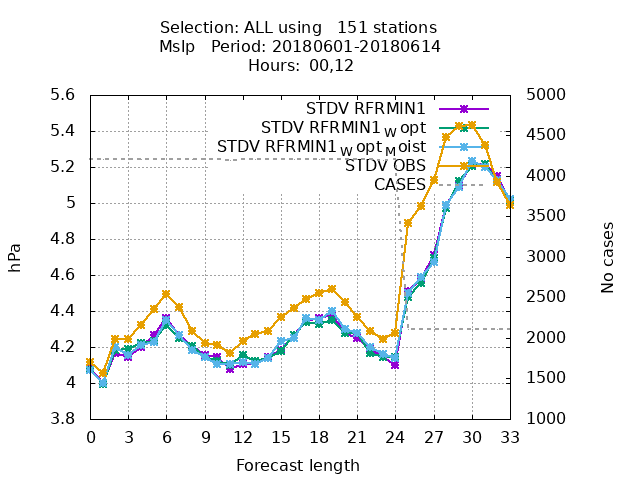 Selection: ALL using   151 stations
Mslp   Period: 20180601-20180614
Hours:  00,12
5.6
5.4
5.2
5
4.8
4.6
4.4
4.2
4
3.8
hPa
STDV RFRMIN1
STDV RFRMIN1_W opt
STDV RFRMIN1_W opt_M oist
STDV OBS
CASES
5000
4500
4000
3500
3000
2500
2000
1500
1000
No cases
0 3 6 9 12 15 18 21 24 27 30 33
Forecast length